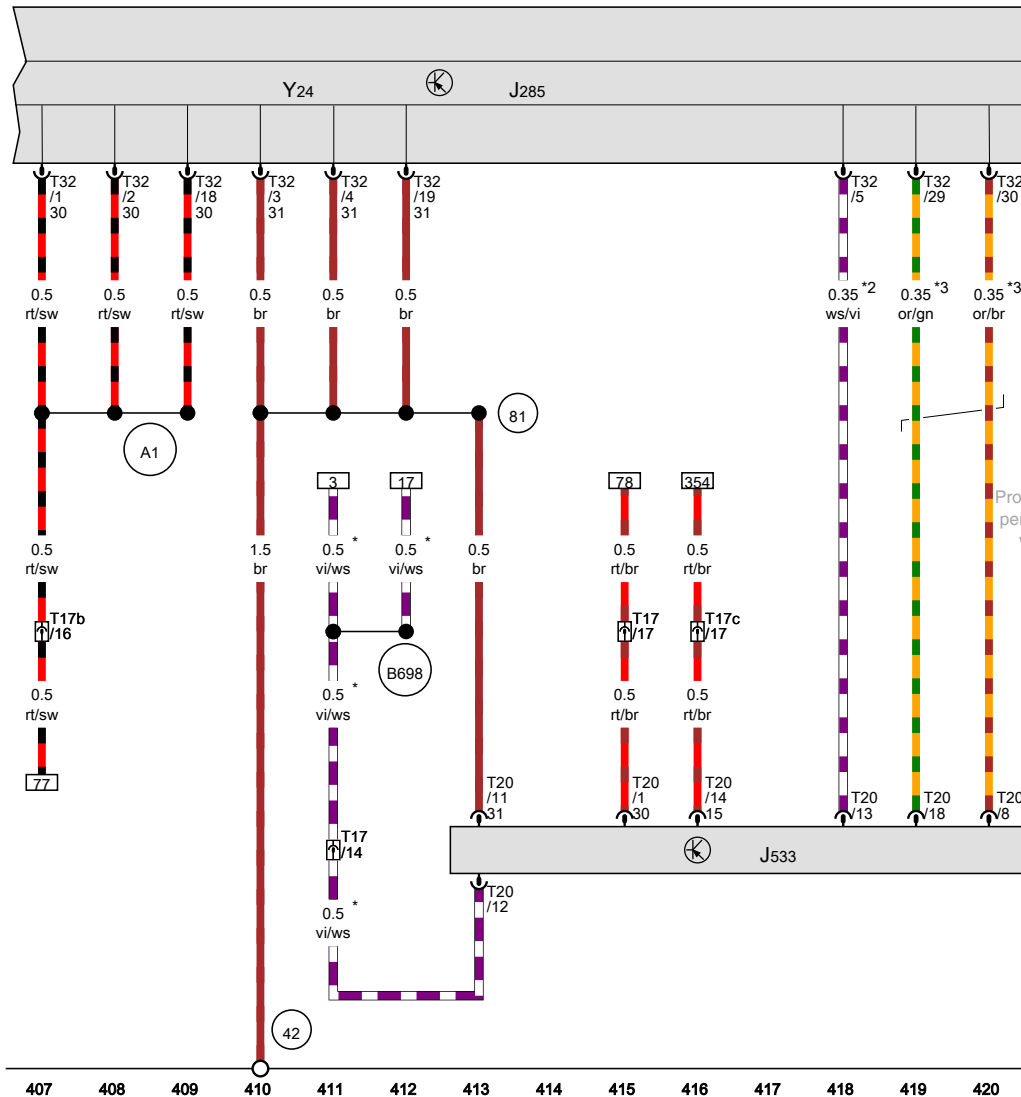 Y24 J285
T32 T32 T32 T32 T32 T32 T32 T32 T32
/1 /2 /18 /3 /4 /19 /5 /29 /30
30 30 30 31 31 31
0.5 0.5 0.5 0.5 0.5 0.5 0.35 *2 0.35 *3 0.35 *3
rt/sw rt/sw rt/sw br br br ws/vi or/gn or/br
81
A1
3 17 78 354
Pro
per
0.5 1.5 0.5 * 0.5 * 0.5 0.5 0.5
rt/sw br vi/ws vi/ws br rt/br rt/br
T17b T17 T17c
/16 /17 /17
B698
0.5 0.5 * 0.5 0.5
rt/sw vi/ws rt/br rt/br
77
T20 T20 T20 T20 T20 T20
/11 /1 /14 /13 /18 /8
31 30 15
T17
/14
J533
T20
/12
0.5 *
vi/ws
42
407 408 409 410 411 412 413 414 415 416 417 418 419 420